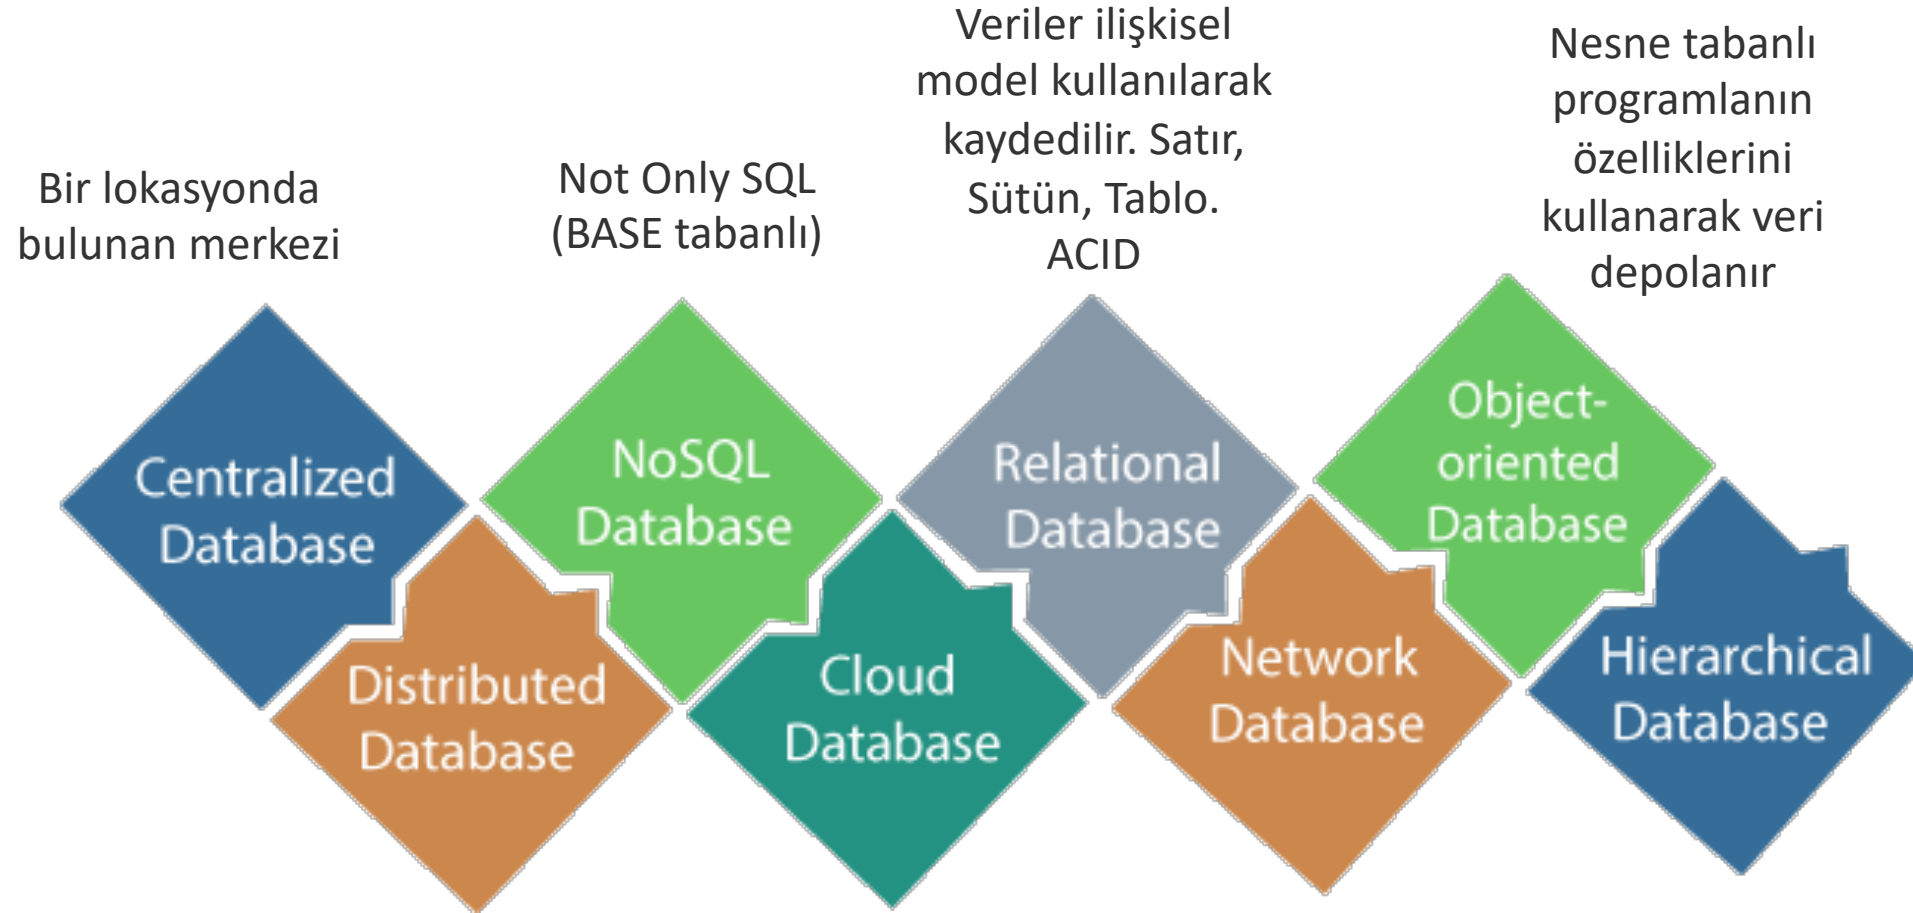 Bir lokasyonda
bulunan merkezi
Not Only SQL
(BASE tabanlı)
Veriler ilişkisel
model kullanılarak
kaydedilir. Satır,
Sütün, Tablo.
ACID
Nesne tabanlı
programlanın
özelliklerini
kullanarak veri
depolanır
Centralized
Database
NoSQL
Database
Relational
Database
Object-
oriented
Database
Distributed
Database
Cloud
Database
Network
Database
Hierarchical
Database